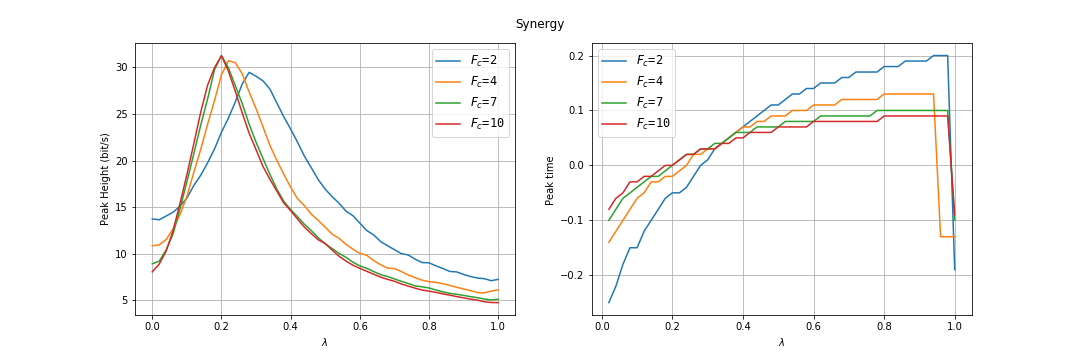 Synergy
Peak Height (bit/s)
30
25
20
15
10
5
0.0 0.2 0.4 0.6 0.8 1.0
λ
F_c=2
F_c=4
F_c=7
F_c=10
Peak time
0.2
0.1
0.0
−0.1
−0.2
0.0 0.2 0.4 0.6 0.8 1.0
λ
F_c=2
F_c=4
F_c=7
F_c=10